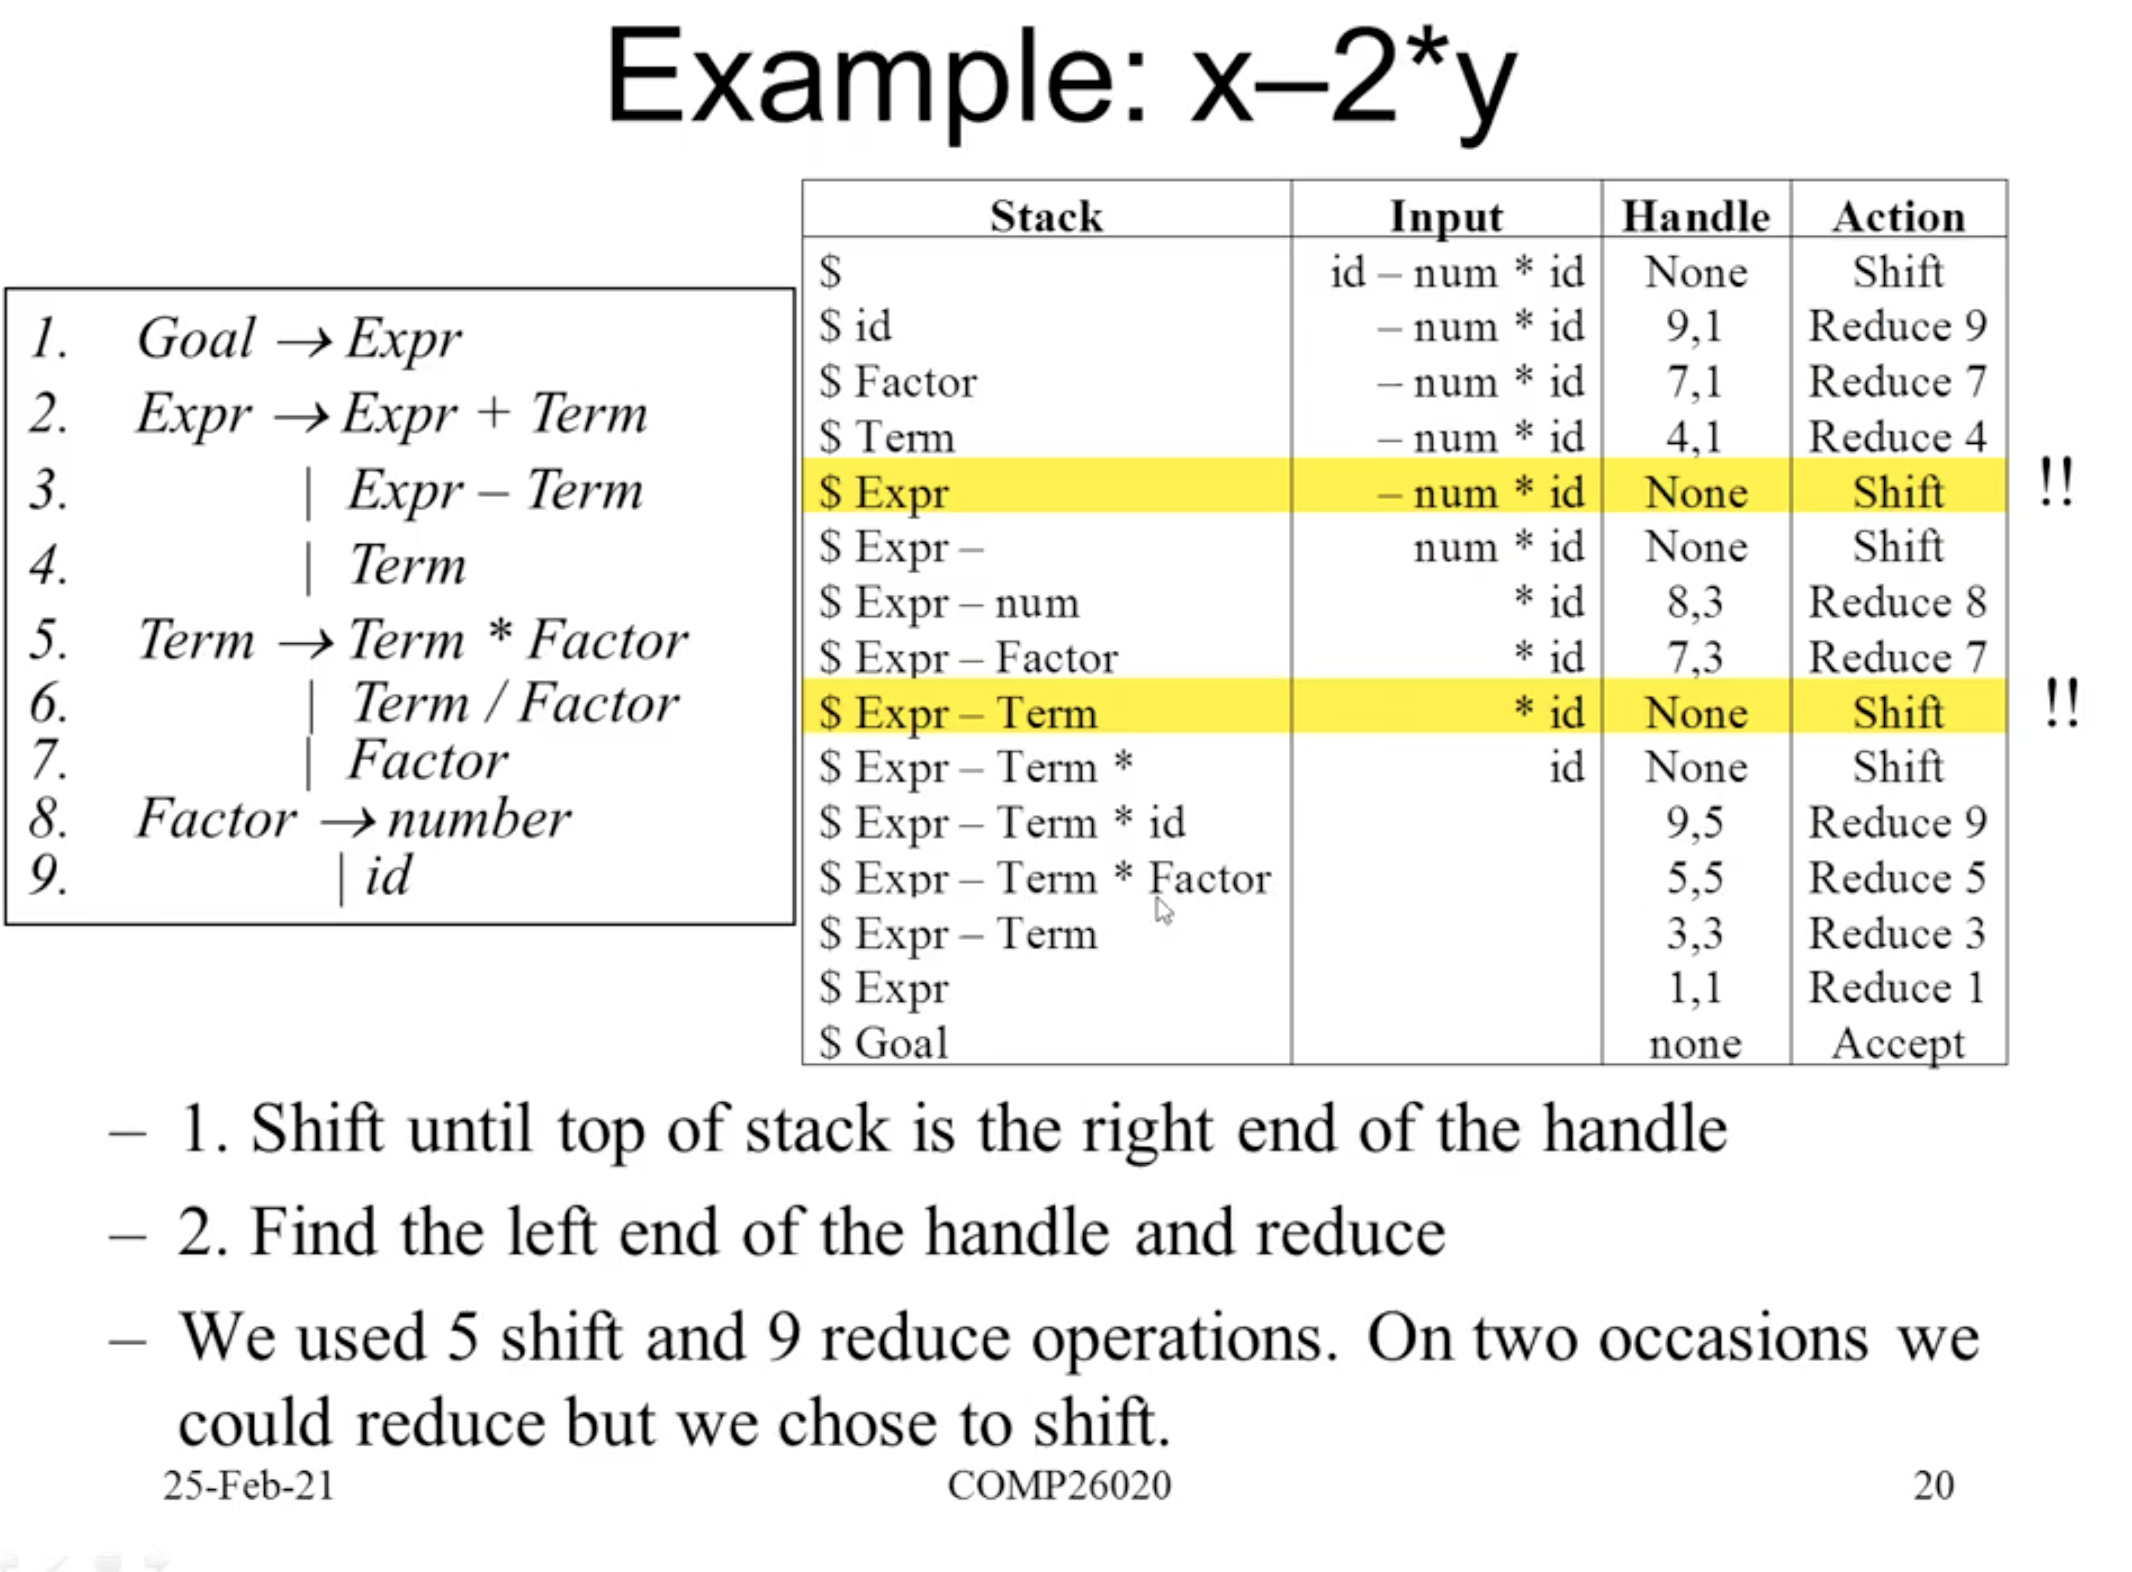 Example: x–2*y
1. Goal → Expr
2. Expr → Expr + Term
3. | Expr – Term
4. | Term
5. Term → Term * Factor
6. | Term / Factor
7. | Factor
8. Factor → number
9. | id
Stack Input Handle Action
$ id – num * id None Shift
$ id – num * id 9,1 Reduce 9
$ Factor – num * id 7,1 Reduce 7
$ Term – num * id 4,1 Reduce 4
$ Expr – num * id None Shift !!
$ Expr – num * id None Shift
$ Expr – num * id 8,3 Reduce 8
$ Expr – Factor * id 7,3 Reduce 7
$ Expr – Term * id None Shift !!
$ Expr – Term * id None Shift
$ Expr – Term * id 9,5 Reduce 9
$ Expr – Term * Factor 5,5 Reduce 5
$ Expr – Term 3,3 Reduce 3
$ Expr 1,1 Reduce 1
$ Goal none Accept
– 1. Shift until top of stack is the right end of the handle
– 2. Find the left end of the handle and reduce
– We used 5 shift and 9 reduce operations. On two occasions we
could reduce but we chose to shift.
25-Feb-21 COMP26020 20